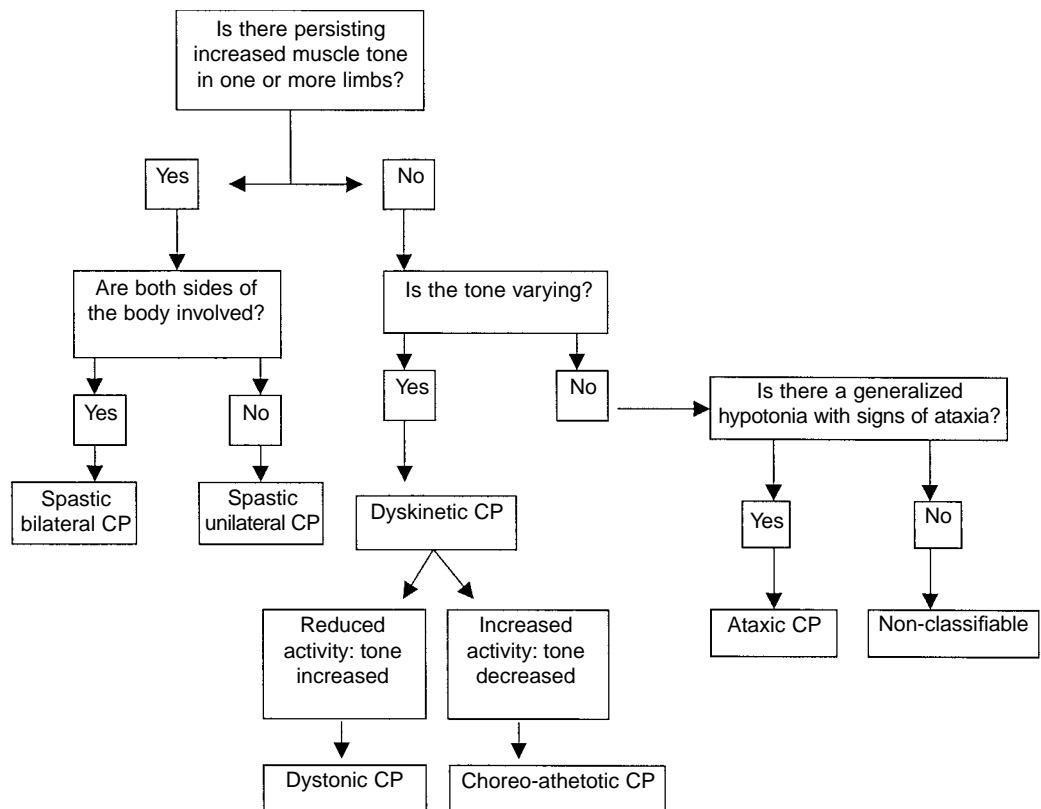 Is there persisting
increased muscle tone
in one or more limbs?
Yes
No
Are both sides of
the body involved?
Is the tone varying?
Yes
No
Yes
No
Is there a generalized
hypotonia with signs of ataxia?
Spastic
bilateral CP
Spastic
unilateral CP
Dyskinetic CP
Yes
No
Reduced
activity: tone
increased
Increased
activity: tone
decreased
Ataxic CP
Non-classifiable
Dystonic CP
Choreo-athetotic CP